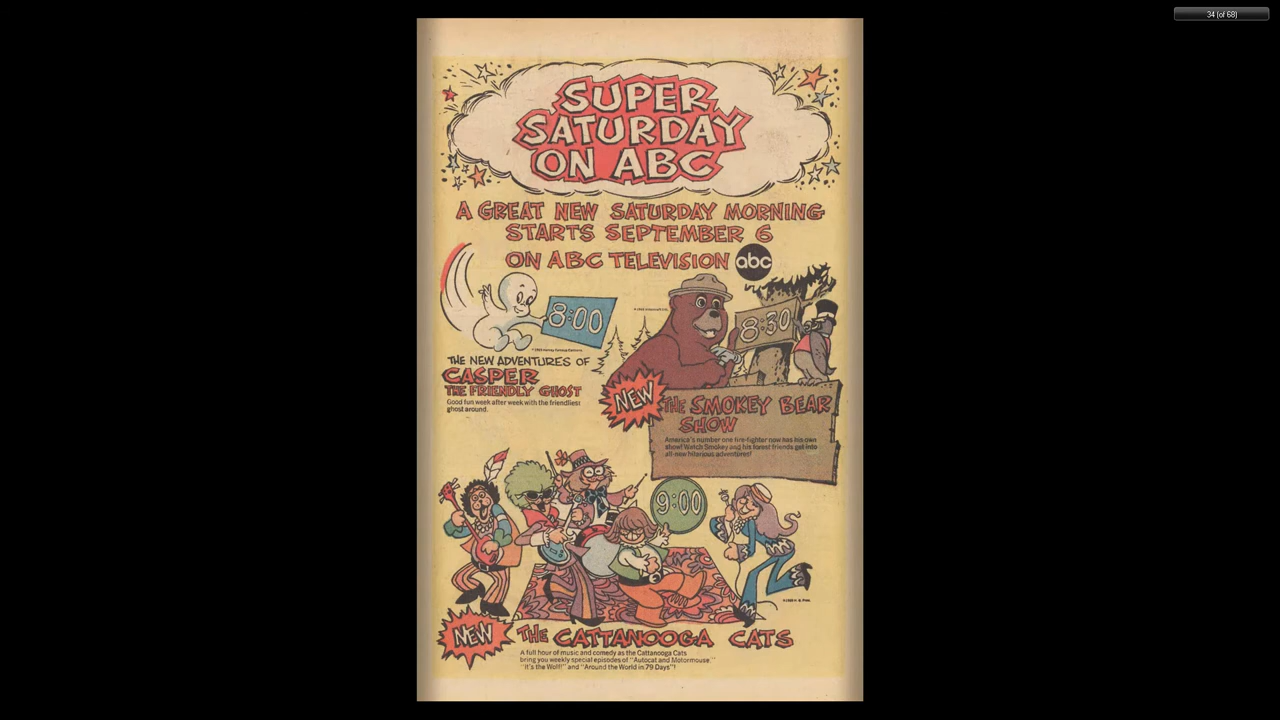 34 (of 68)
SUPER
SATURDAY
ON ABC
A GREAT NEW SATURDAY MORNING
STARTS SEPTEMBER 6
ON ABC TELEVISION abc
8:00
8:30
THE NEW ADVENTURES OF
CASPER
THE FRIENDLY GHOST
Good fun week after week with the friendliest
ghost around.
NEW
THE SMOKEY BEAR
SHOW
America's number one fire-fighter now has his own
show! Watch Smokey and his forest friends get into
all-new hilarious adventures!
9:00
NEW
THE CATTANOOGA CATS
A full hour of music and comedy as the Cattanooga Cats
bring you weekly special episodes of "Autocat and Motormouse,"
"It's the Wolf!" and "Around the World in 79 Days"!